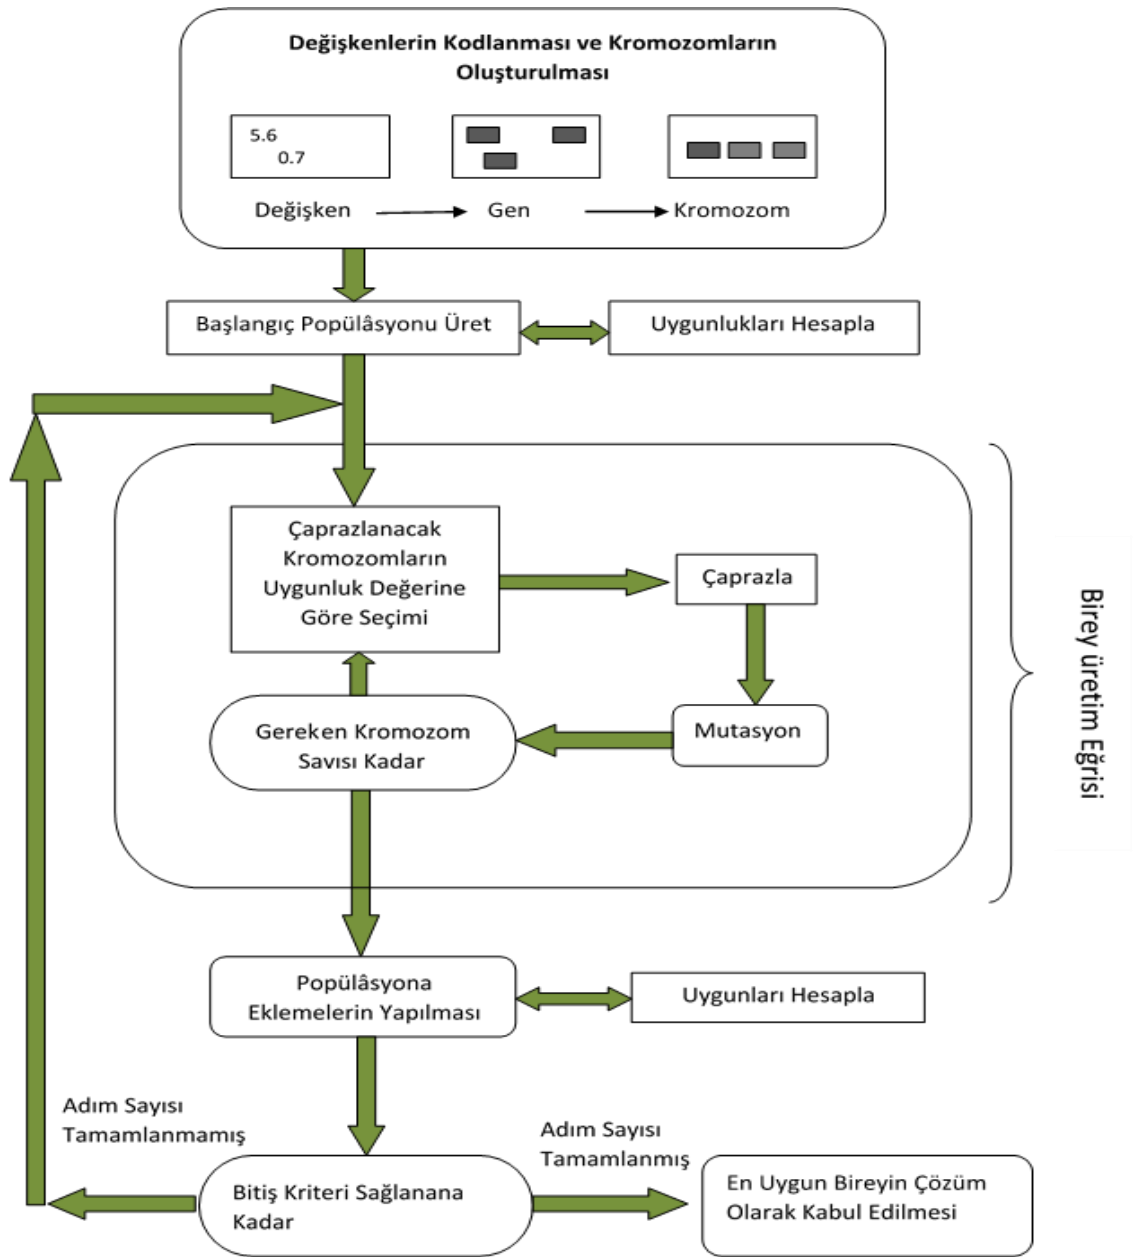 Değişkenlerin Kodlanması ve Kromozomların
Oluşturulması
5.6
0.7
Değişken
Gen
Kromozom
Başlangıç Popülâsyonu Üret
Uygunlukları Hesapla
Çaprazlanacak
Kromozomların
Uygunluk Değerine
Göre Seçimi
Çaprazla
Mutasyon
Gereken Kromozom
Savısı Kadar
Birey üretim Eğrisi
Popülâsyona
Eklemelerin Yapılması
Uygunları Hesapla
Adım Sayısı
Tamamlanmamış
Adım Sayısı
Tamamlanmış
Bitiş Kriteri Sağlanana
Kadar
En Uygun Bireyin Çözüm
Olarak Kabul Edilmesi